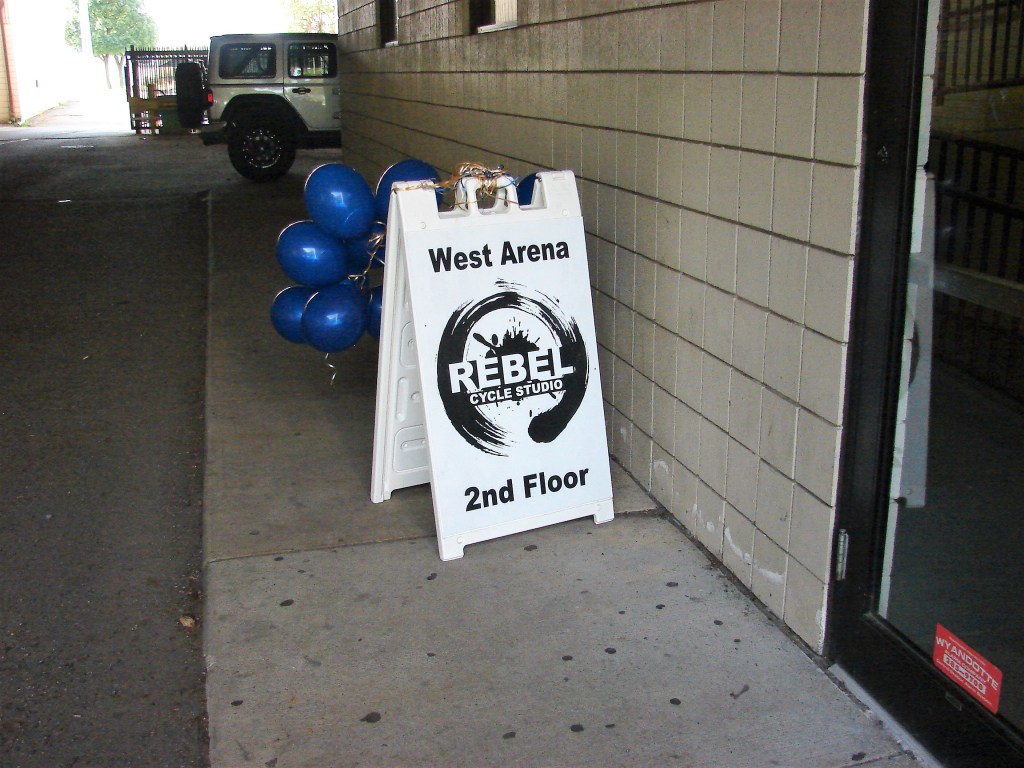 West Arena
REBEL
CYCLE STUDIO
2nd Floor
WYANDOTTE